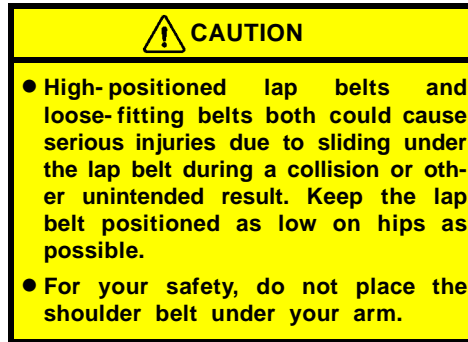 CAUTION
● High- positioned lap belts and
loose- fitting belts both could cause
serious injuries due to sliding under
the lap belt during a collision or oth-
er unintended result. Keep the lap
belt positioned as low on hips as
possible.
● For your safety, do not place the
shoulder belt under your arm.